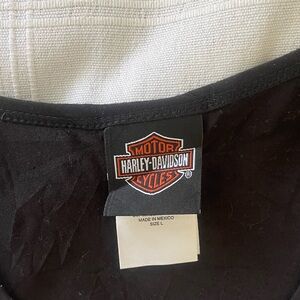 MOTOR
HARLEY-DAVIDSON
CYCLES
®
MADE IN MEXICO
SIZE L